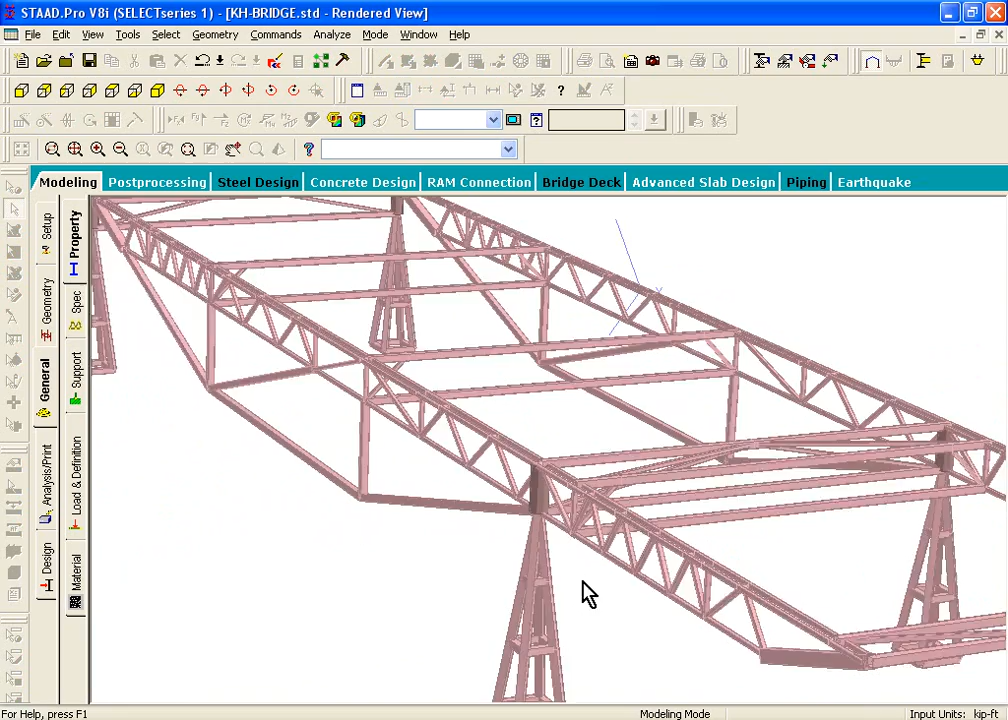 STAAD.Pro V8i (SELECTseries 1) - [KH-BRIDGE.std - Rendered View]
File Edit View Tools Select Geometry Commands Analyze Mode Window Help
Modeling Postprocessing Steel Design Concrete Design RAM Connection Bridge Deck Advanced Slab Design Piping Earthquake
Setup
Geometry
General
Analysis/Print
Design
Property
Spec
Support
Load & Definition
Material
For Help, press F1 Modeling Mode Input Units: kip-ft